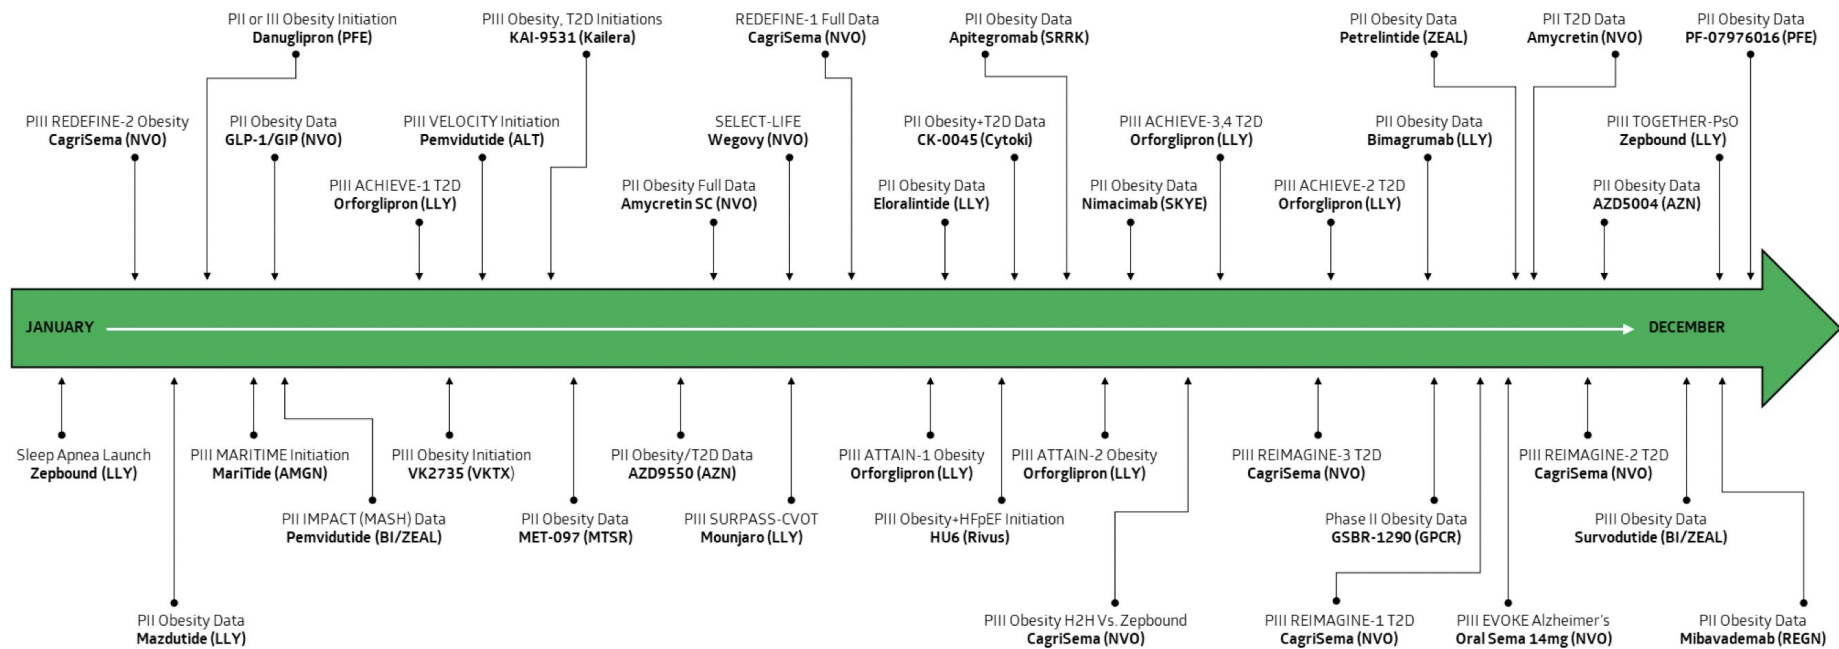 PII or III Obesity Initiation
Danuglipron (PFE)
PIII Obesity, T2D Initiations
KAI-9531 (Kailera)
REDEFINE-1 Full Data
CagriSema (NVO)
PII Obesity Data
Apitegromab (SRRK)
PII Obesity Data
Petrelintide (ZEAL)
PII T2D Data
Amycretin (NVO)
PII Obesity Data
PF-07976016 (PFE)
PIII REDEFINE-2 Obesity
CagriSema (NVO)
PII Obesity Data
GLP-1/GIP (NVO)
PIII VELOCITY Initiation
Pemvidutide (ALT)
SELECT-LIFE
Wegovy (NVO)
PII Obesity+T2D Data
CK-0045 (Cytoki)
PIII ACHIEVE-3,4 T2D
Orforglipron (LLY)
PII Obesity Data
Bimagrumab (LLY)
PIII TOGETHER-PsO
Zepbound (LLY)
PIII ACHIEVE-1 T2D
Orforglipron (LLY)
PII Obesity Full Data
Amycretin SC (NVO)
PII Obesity Data
Eloralintide (LLY)
PII Obesity Data
Nimacimab (SKYE)
PIII ACHIEVE-2 T2D
Orforglipron (LLY)
PII Obesity Data
AZD5004 (AZN)
JANUARY
DECEMBER
Sleep Apnea Launch
Zepbound (LLY)
PIII MARITIME Initiation
MariTide (AMGN)
PIII Obesity Initiation
VK2735 (VKTX)
PII Obesity/T2D Data
AZD9550 (AZN)
PIII ATTAIN-1 Obesity
Orforglipron (LLY)
PIII ATTAIN-2 Obesity
Orforglipron (LLY)
PIII REIMAGINE-3 T2D
CagriSema (NVO)
PIII REIMAGINE-2 T2D
CagriSema (NVO)
PII IMPACT (MASH) Data
Pemvidutide (BI/ZEAL)
PII Obesity Data
MET-097 (MTSR)
PIII SURPASS-CVOT
Mounjaro (LLY)
PIII Obesity+HFpEF Initiation
HU6 (Rivus)
Phase II Obesity Data
GSBR-1290 (GPCR)
PIII Obesity Data
Survodutide (BI/ZEAL)
PII Obesity Data
Mazdutide (LLY)
PIII Obesity H2H Vs. Zepbound
CagriSema (NVO)
PIII REIMAGINE-1 T2D
CagriSema (NVO)
PIII EVOKE Alzheimer's
Oral Sema 14mg (NVO)
PII Obesity Data
Mibavademab (REGN)